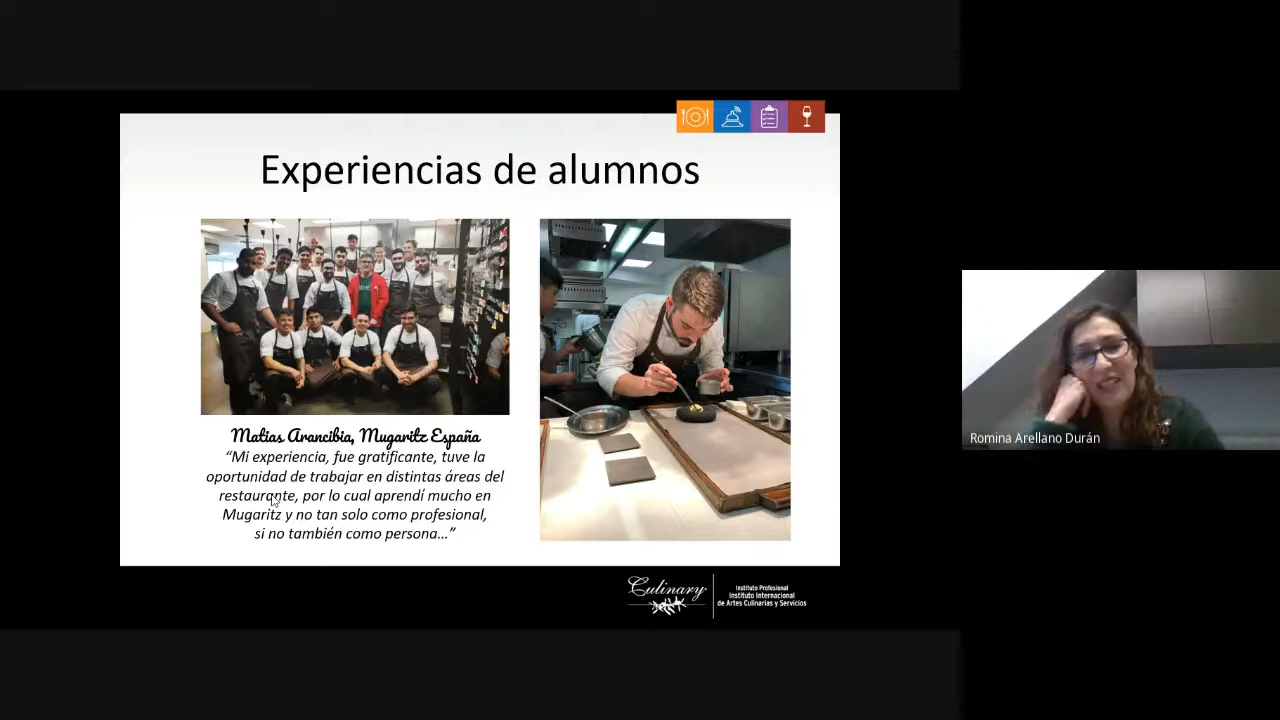 Experiencias de alumnos
Matias Arancibia, Mugaritz España
“Mi experiencia, fue gratificante, tuve la
oportunidad de trabajar en distintas áreas del
restaurante, por lo cual aprendí mucho en
Mugaritz y no tan solo como profesional,
si no también como persona…”
Culinary
Instituto Profesional
Instituto Internacional
de Artes Culinarias y Servicios
Romina Arellano Durán